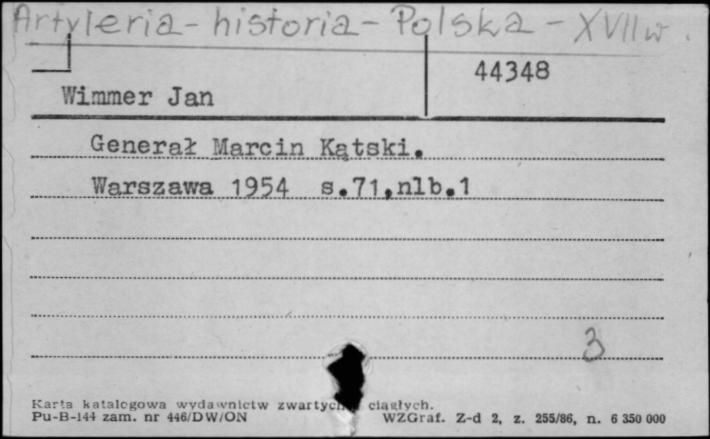 Artyleria - historia - Polska - XVII w.
44348
Wimmer Jan
Generał Marcin Kątski.
Warszawa 1954 s.71,nlb.1
3
Karta katalogowa wydawnictw zwartych ciągłych.
Pu-B-144 zam. nr 446/DW/ON WZGraf. Z-d 2, z. 255/86, n. 6 350 000